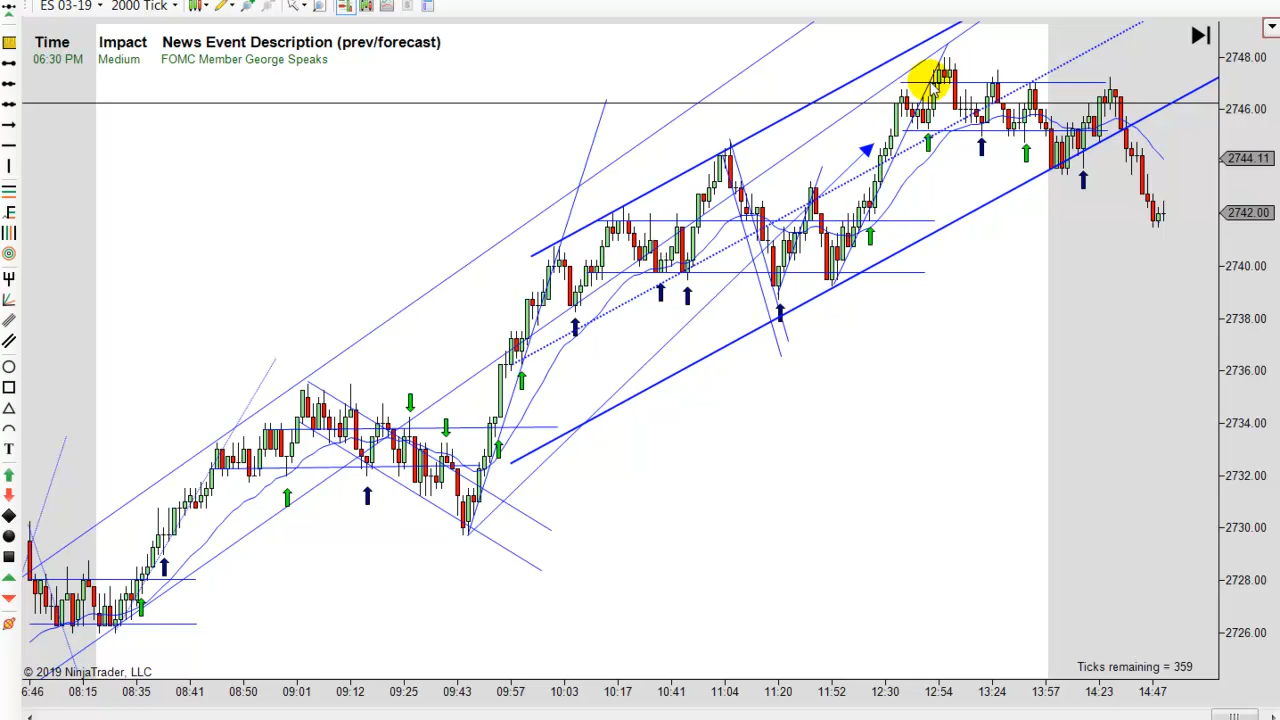 ES 03-19 2000 Tick
Time Impact News Event Description (prev/forecast)
06:30 PM Medium FOMC Member George Speaks
2748.00
2746.00
2744.11
2742.00
2740.00
2738.00
2736.00
2734.00
2732.00
2730.00
2728.00
2726.00
T
© 2019 NinjaTrader, LLC
Ticks remaining = 359
6:46 08:15 08:35 08:41 08:50 09:01 09:12 09:25 09:43 09:57 10:03 10:17 10:41 11:04 11:20 11:52 12:30 12:54 13:24 13:57 14:23 14:47